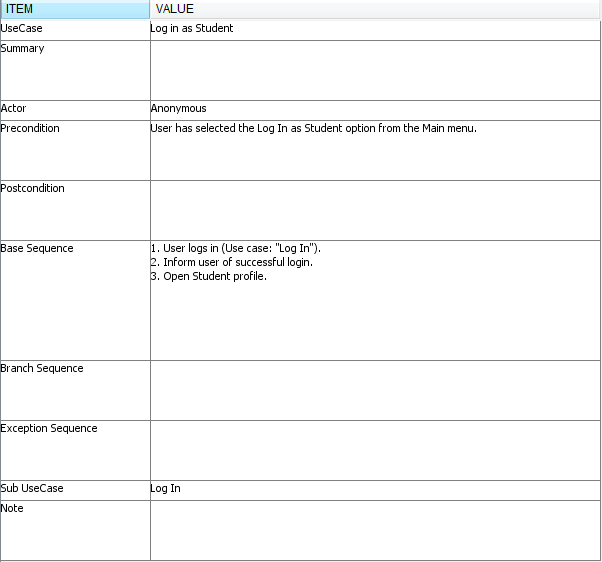 ITEM VALUE
UseCase Log in as Student
Summary
Actor Anonymous
Precondition User has selected the Log In as Student option from the Main menu.
Postcondition
Base Sequence 1. User logs in (Use case: "Log In").
2. Inform user of successful login.
3. Open Student profile.
Branch Sequence
Exception Sequence
Sub UseCase Log In
Note